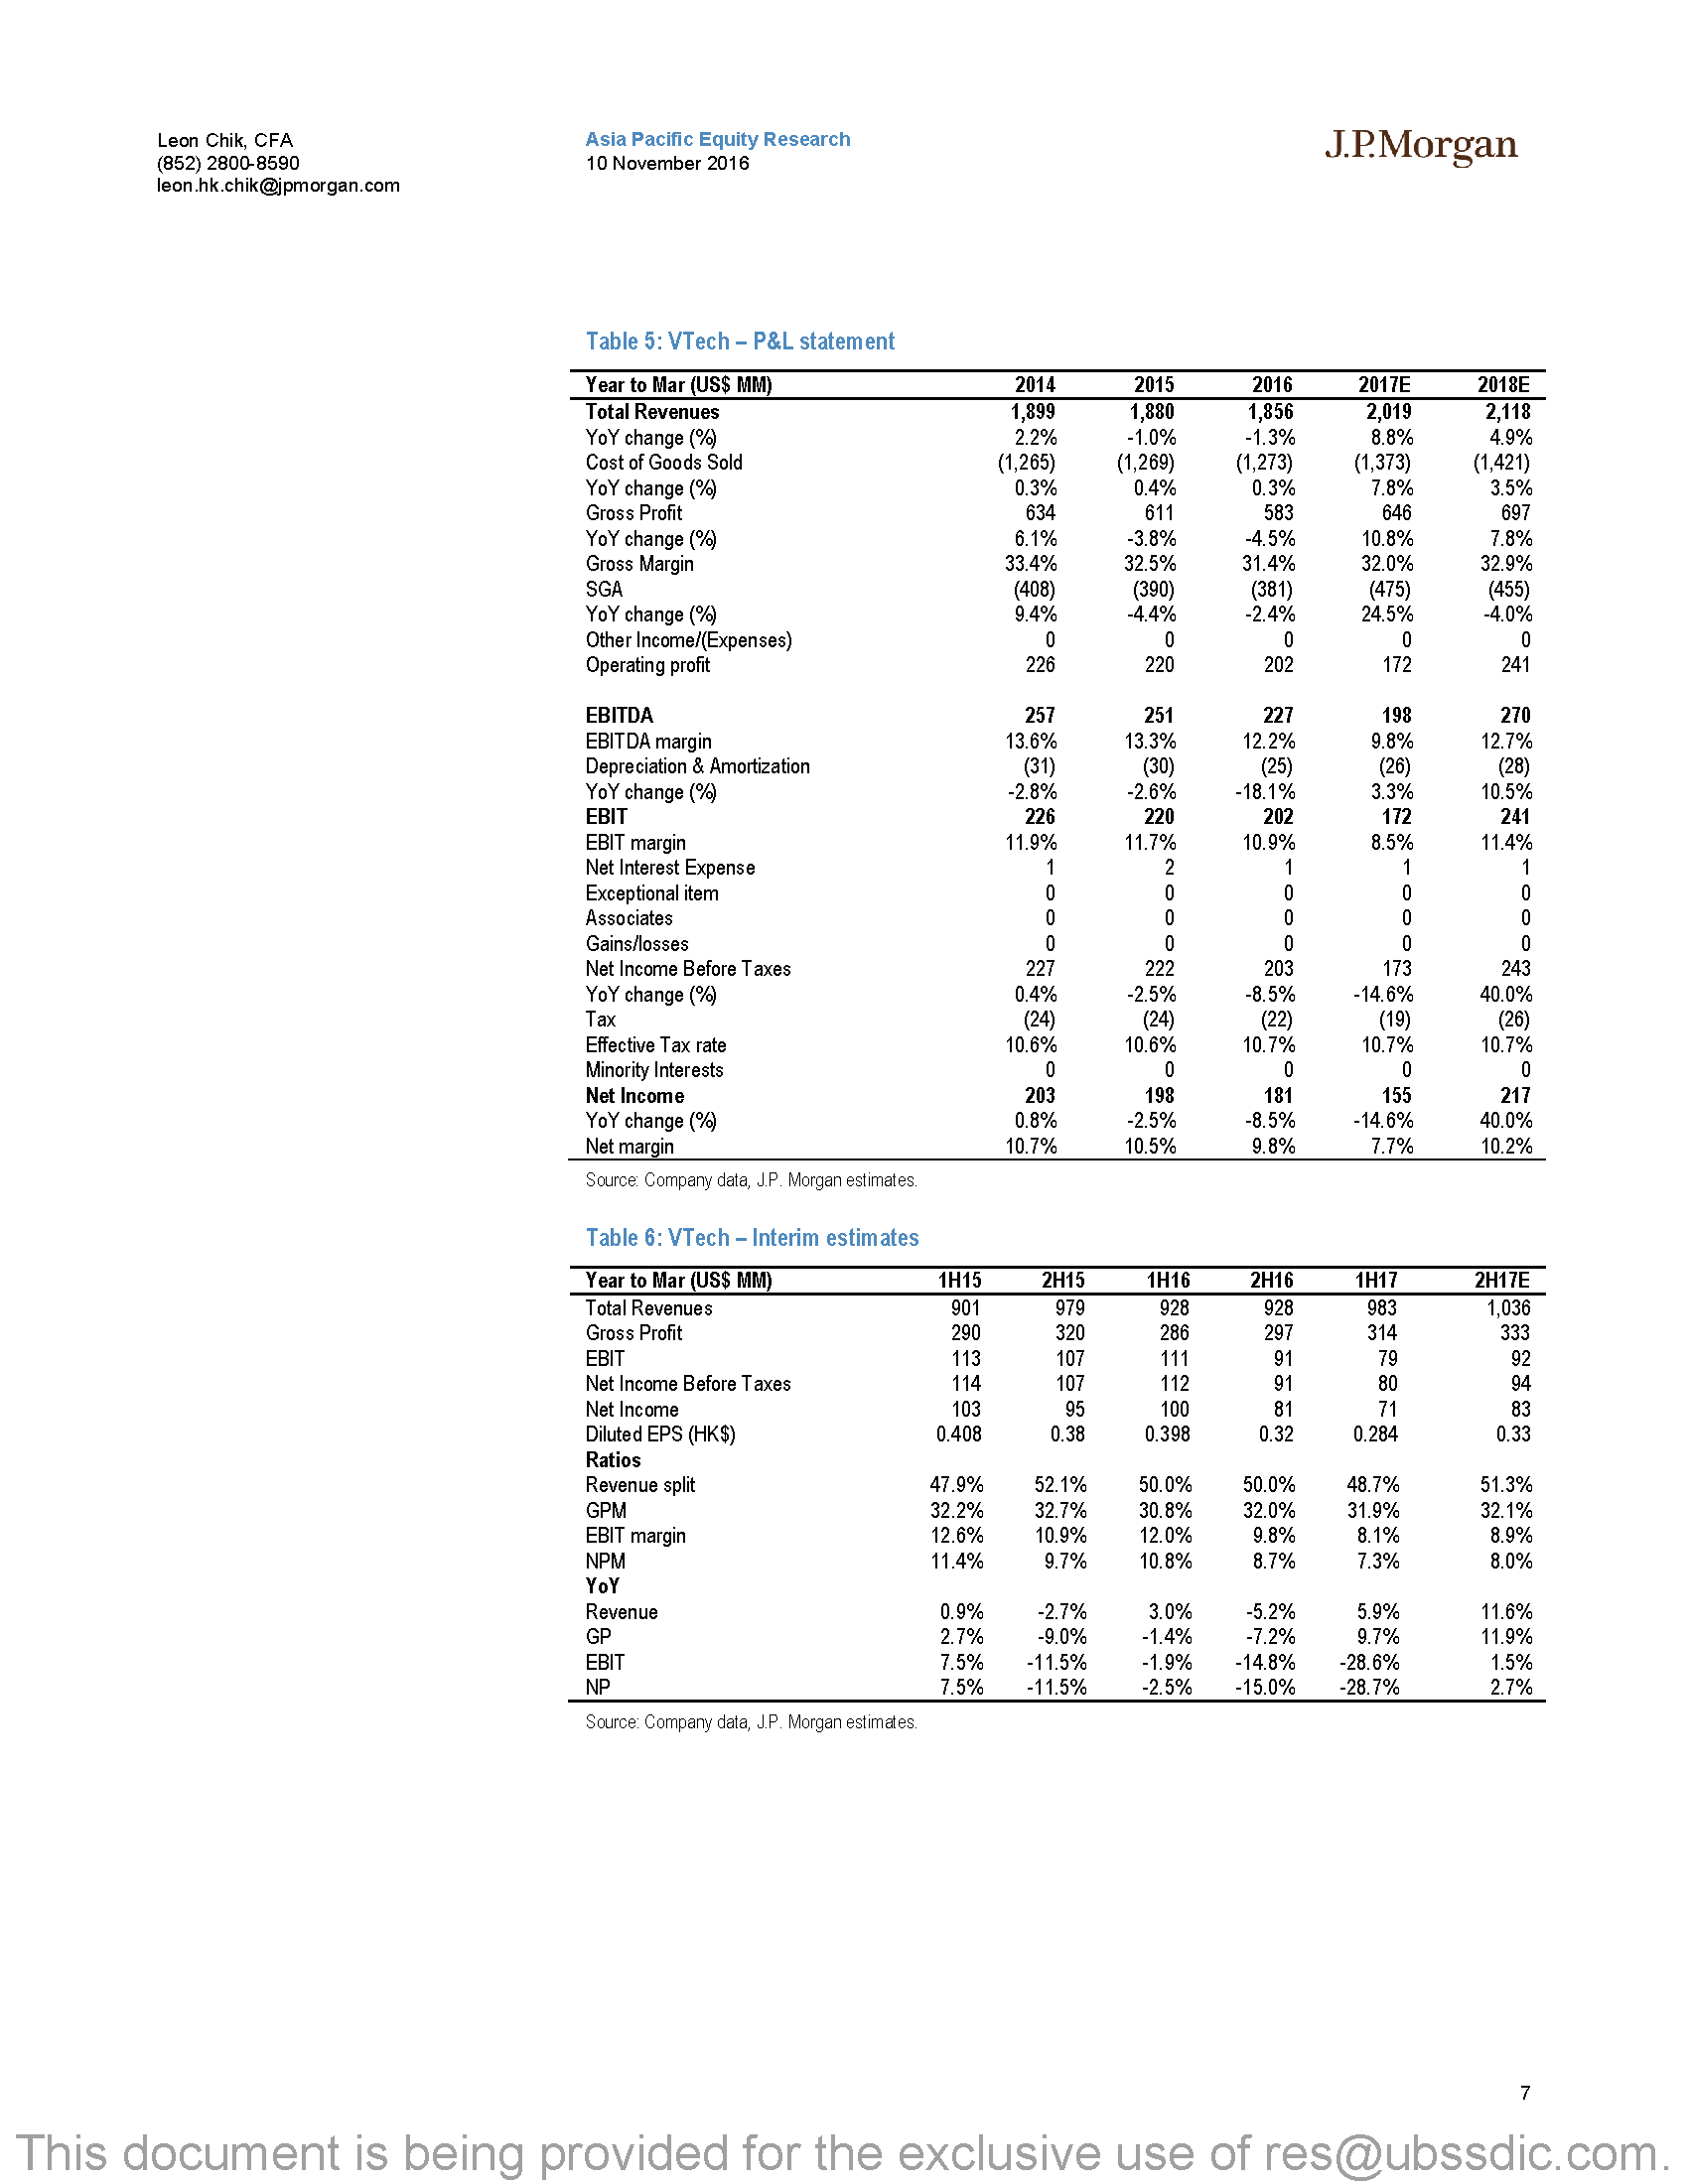 Leon Chik, CFA
(852) 2800-8590
leon.hk.chik@jpmorgan.com
Asia Pacific Equity Research
10 November 2016
J.P.Morgan
Table 5: VTech – P&L statement
Year to Mar (US$ MM) 2014 2015 2016 2017E 2018E
Total Revenues 1,899 1,880 1,856 2,019 2,118
YoY change (%) 2.2% -1.0% -1.3% 8.8% 4.9%
Cost of Goods Sold (1,265) (1,269) (1,273) (1,373) (1,421)
YoY change (%) 0.3% 0.4% 0.3% 7.8% 3.5%
Gross Profit 634 611 583 646 697
YoY change (%) 6.1% -3.8% -4.5% 10.8% 7.8%
Gross Margin 33.4% 32.5% 31.4% 32.0% 32.9%
SGA (408) (390) (381) (475) (455)
YoY change (%) 9.4% -4.4% -2.4% 24.5% -4.0%
Other Income/(Expenses) 0 0 0 0 0
Operating profit 226 220 202 172 241
EBITDA 257 251 227 198 270
EBITDA margin 13.6% 13.3% 12.2% 9.8% 12.7%
Depreciation & Amortization (31) (30) (25) (26) (28)
YoY change (%) -2.8% -2.6% -18.1% 3.3% 10.5%
EBIT 226 220 202 172 241
EBIT margin 11.9% 11.7% 10.9% 8.5% 11.4%
Net Interest Expense 1 2 1 1 1
Exceptional item 0 0 0 0 0
Associates 0 0 0 0 0
Gains/losses 0 0 0 0 0
Net Income Before Taxes 227 222 203 173 243
YoY change (%) 0.4% -2.5% -8.5% -14.6% 40.0%
Tax (24) (24) (22) (19) (26)
Effective Tax rate 10.6% 10.6% 10.7% 10.7% 10.7%
Minority Interests 0 0 0 0 0
Net Income 203 198 181 155 217
YoY change (%) 0.8% -2.5% -8.5% -14.6% 40.0%
Net margin 10.7% 10.5% 9.8% 7.7% 10.2%
Source: Company data, J.P. Morgan estimates.
Table 6: VTech – Interim estimates
Year to Mar (US$ MM) 1H15 2H15 1H16 2H16 1H17 2H17E
Total Revenues 901 979 928 928 983 1,036
Gross Profit 290 320 286 297 314 333
EBIT 113 107 111 91 79 92
Net Income Before Taxes 114 107 112 91 80 94
Net Income 103 95 100 81 71 83
Diluted EPS (HK$) 0.408 0.38 0.398 0.32 0.284 0.33
Ratios
Revenue split 47.9% 52.1% 50.0% 50.0% 48.7% 51.3%
GPM 32.2% 32.7% 30.8% 32.0% 31.9% 32.1%
EBIT margin 12.6% 10.9% 12.0% 9.8% 8.1% 8.9%
NPM 11.4% 9.7% 10.8% 8.7% 7.3% 8.0%
YoY
Revenue 0.9% -2.7% 3.0% -5.2% 5.9% 11.6%
GP 2.7% -9.0% -1.4% -7.2% 9.7% 11.9%
EBIT 7.5% -11.5% -1.9% -14.8% -28.6% 1.5%
NP 7.5% -11.5% -2.5% -15.0% -28.7% 2.7%
Source: Company data, J.P. Morgan estimates.
7
This document is being provided for the exclusive use of res@ubssdic.com.